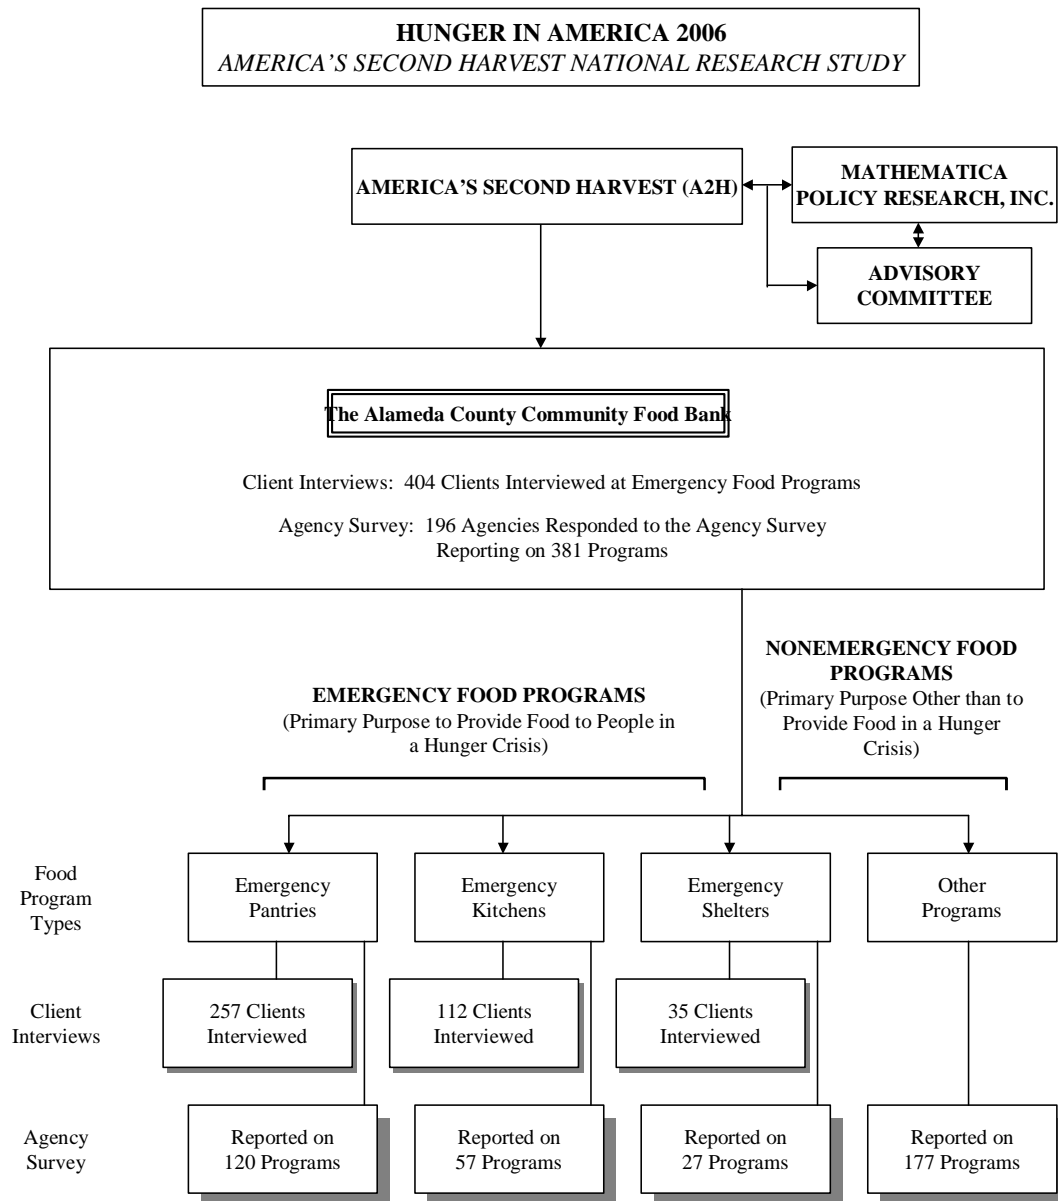 HUNGER IN AMERICA 2006
AMERICA'S SECOND HARVEST NATIONAL RESEARCH STUDY
AMERICA'S SECOND HARVEST (A2H)
MATHEMATICA
POLICY RESEARCH, INC.
ADVISORY
COMMITTEE
The Alameda County Community Food Bank
Client Interviews: 404 Clients Interviewed at Emergency Food Programs
Agency Survey: 196 Agencies Responded to the Agency Survey
Reporting on 381 Programs
EMERGENCY FOOD PROGRAMS
(Primary Purpose to Provide Food to People in
a Hunger Crisis)
NONEMERGENCY FOOD
PROGRAMS
(Primary Purpose Other than to
Provide Food in a Hunger
Crisis)
Food
Program
Types
Emergency
Pantries
Emergency
Kitchens
Emergency
Shelters
Other
Programs
Client
Interviews
257 Clients
Interviewed
112 Clients
Interviewed
35 Clients
Interviewed
Agency
Survey
Reported on
120 Programs
Reported on
57 Programs
Reported on
27 Programs
Reported on
177 Programs